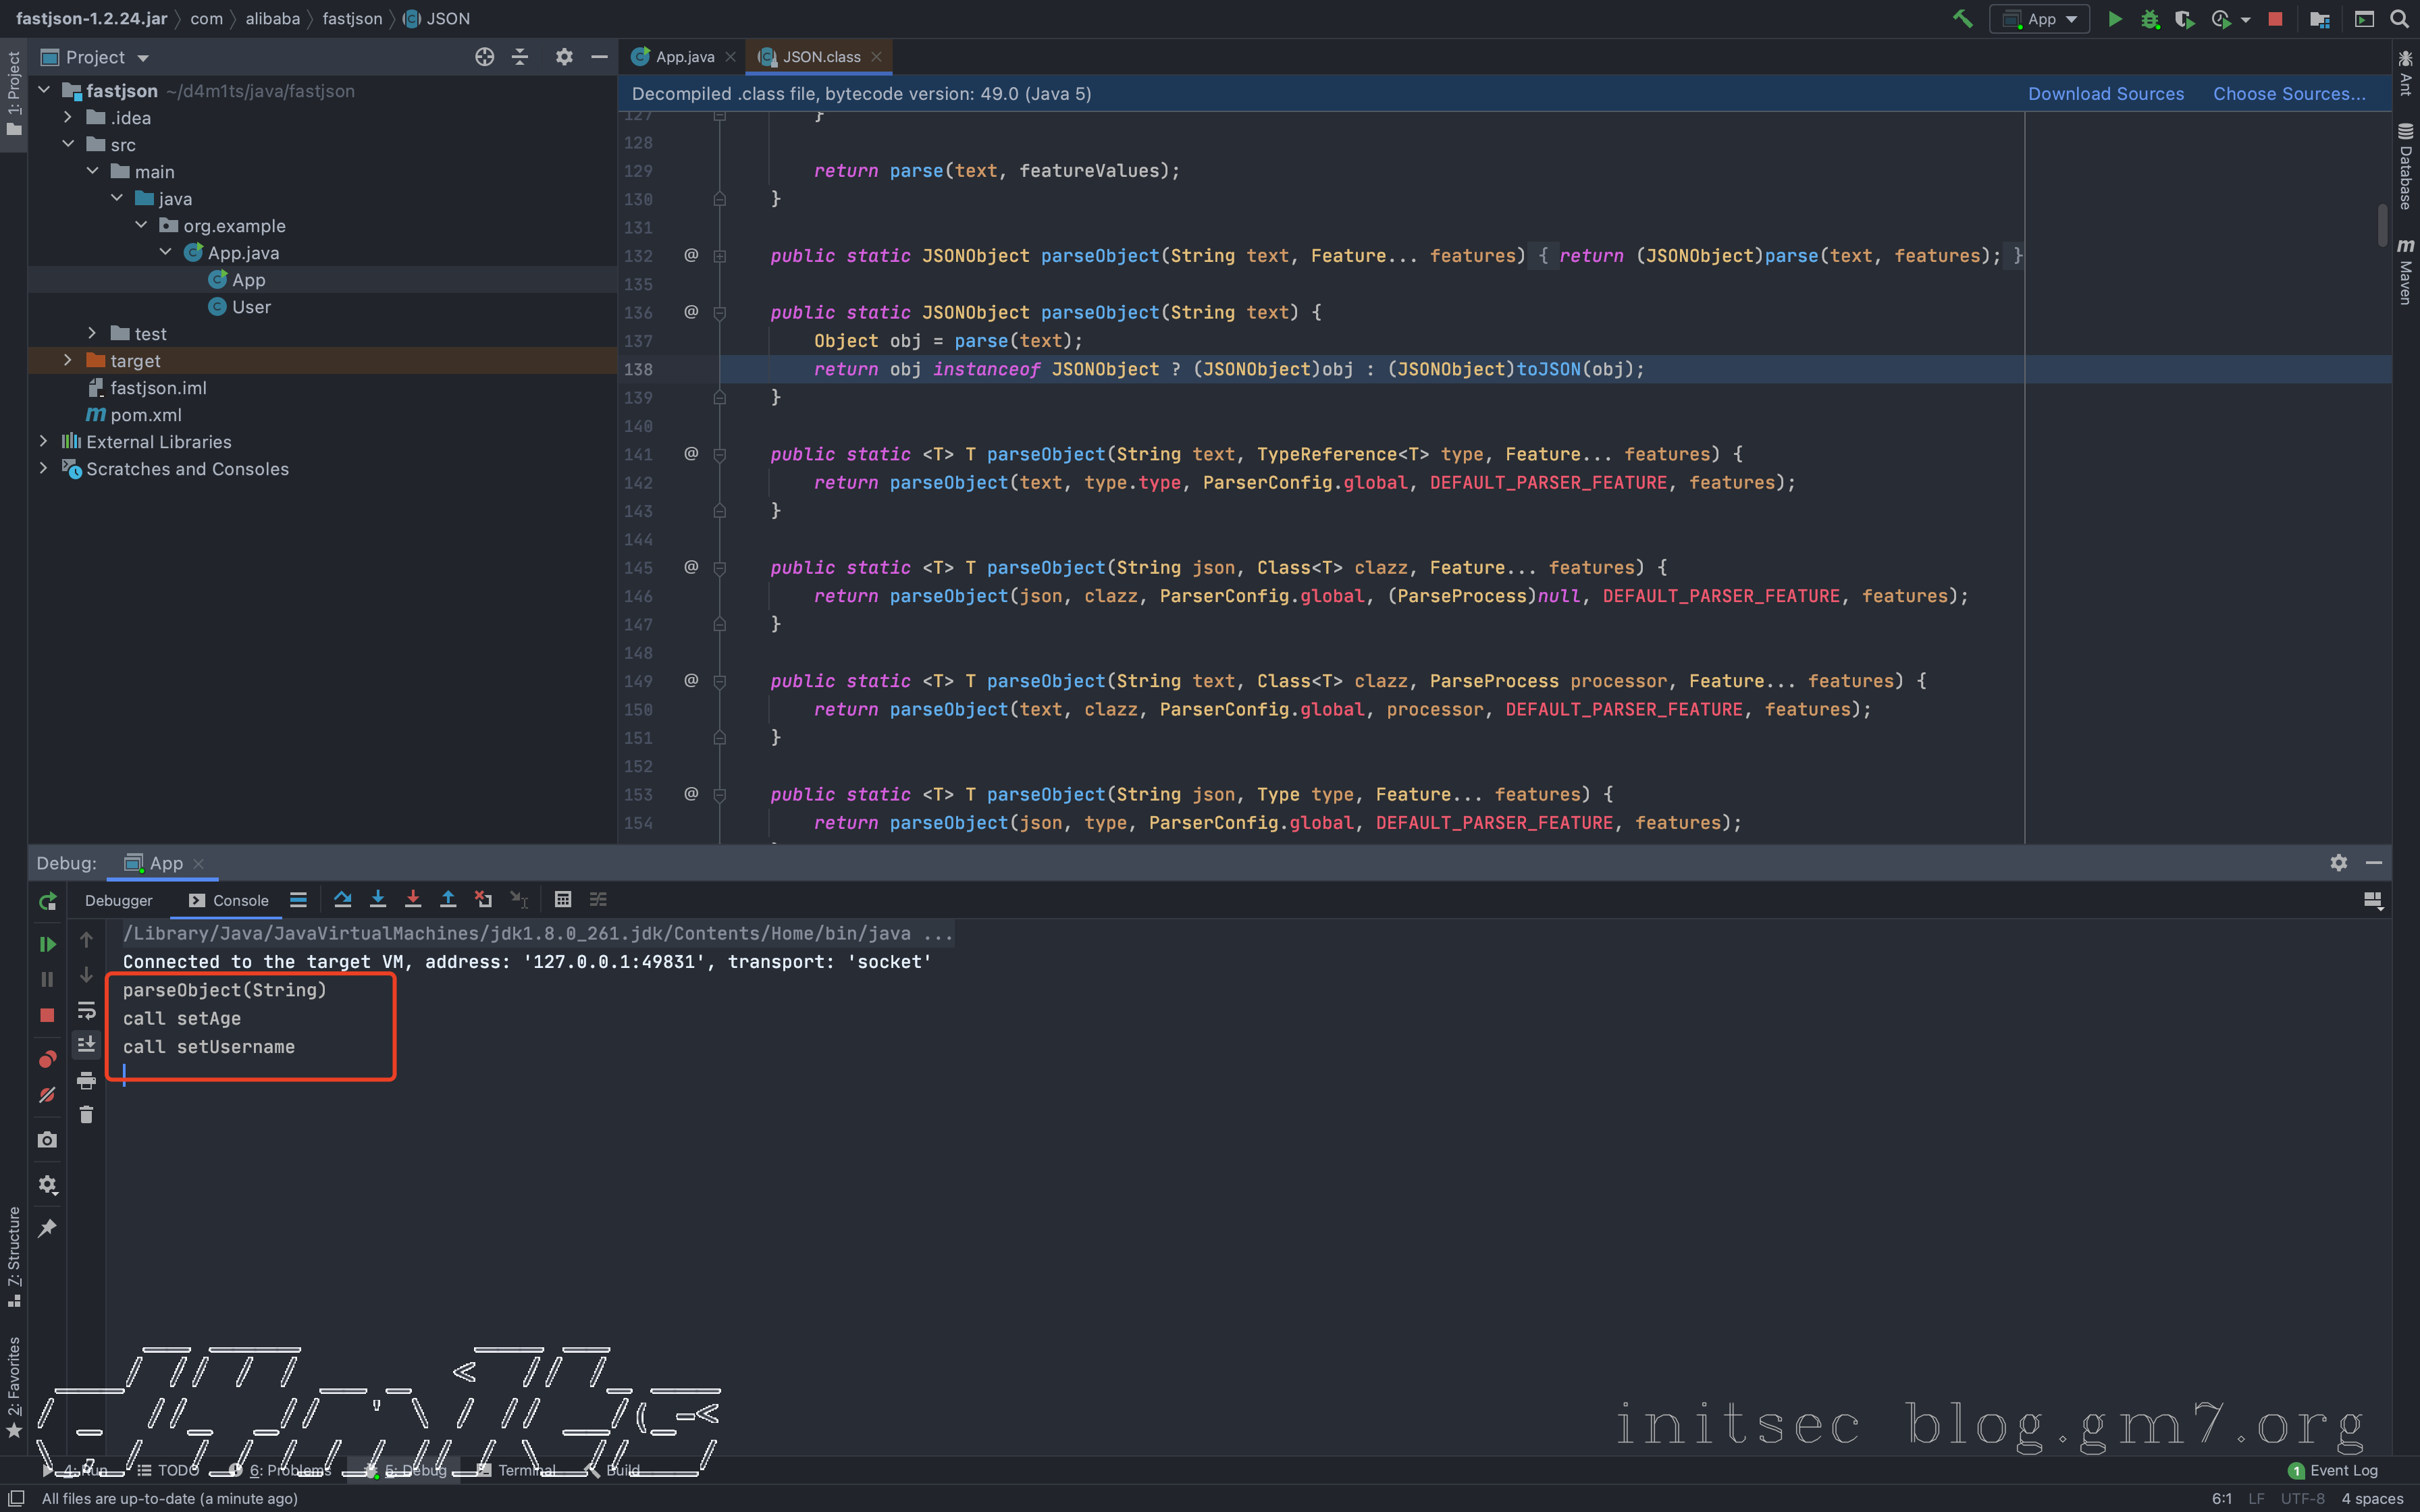 fastjson-1.2.24.jar com alibaba fastjson JSON
App
1: Project
Project
App.java JSON.class
Decompiled .class file, bytecode version: 49.0 (Java 5) Download Sources Choose Sources...
fastjson ~/d4m1ts/java/fastjson
.idea
src
main
java
org.example
App.java
App
User
test
target
fastjson.iml
pom.xml
External Libraries
Scratches and Consoles
127 }
128
129 return parse(text, featureValues);
130 }
131
132 @ public static JSONObject parseObject(String text, Feature... features) { return (JSONObject)parse(text, features); }
135
136 @ public static JSONObject parseObject(String text) {
137 Object obj = parse(text);
138 return obj instanceof JSONObject ? (JSONObject)obj : (JSONObject)toJSON(obj);
139 }
140
141 @ public static <T> T parseObject(String text, TypeReference<T> type, Feature... features) {
142 return parseObject(text, type.type, ParserConfig.global, DEFAULT_PARSER_FEATURE, features);
143 }
144
145 @ public static <T> T parseObject(String json, Class<T> clazz, Feature... features) {
146 return parseObject(json, clazz, ParserConfig.global, (ParseProcess)null, DEFAULT_PARSER_FEATURE, features);
147 }
148
149 @ public static <T> T parseObject(String text, Class<T> clazz, ParseProcess processor, Feature... features) {
150 return parseObject(text, clazz, ParserConfig.global, processor, DEFAULT_PARSER_FEATURE, features);
151 }
152
153 @ public static <T> T parseObject(String json, Type type, Feature... features) {
154 return parseObject(json, type, ParserConfig.global, DEFAULT_PARSER_FEATURE, features);
Ant
Database
m Maven
Debug: App
Debugger Console
/Library/Java/JavaVirtualMachines/jdk1.8.0_261.jdk/Contents/Home/bin/java ...
Connected to the target VM, address: '127.0.0.1:49831', transport: 'socket'
parseObject(String)
call setAge
call setUsername
7: Structure
2: Favorites
initsec blog.gm7.org
4: Run TODO 6: Problems 5: Debug Terminal Build 1 Event Log
All files are up-to-date (a minute ago) 6:1 LF UTF-8 4 spaces